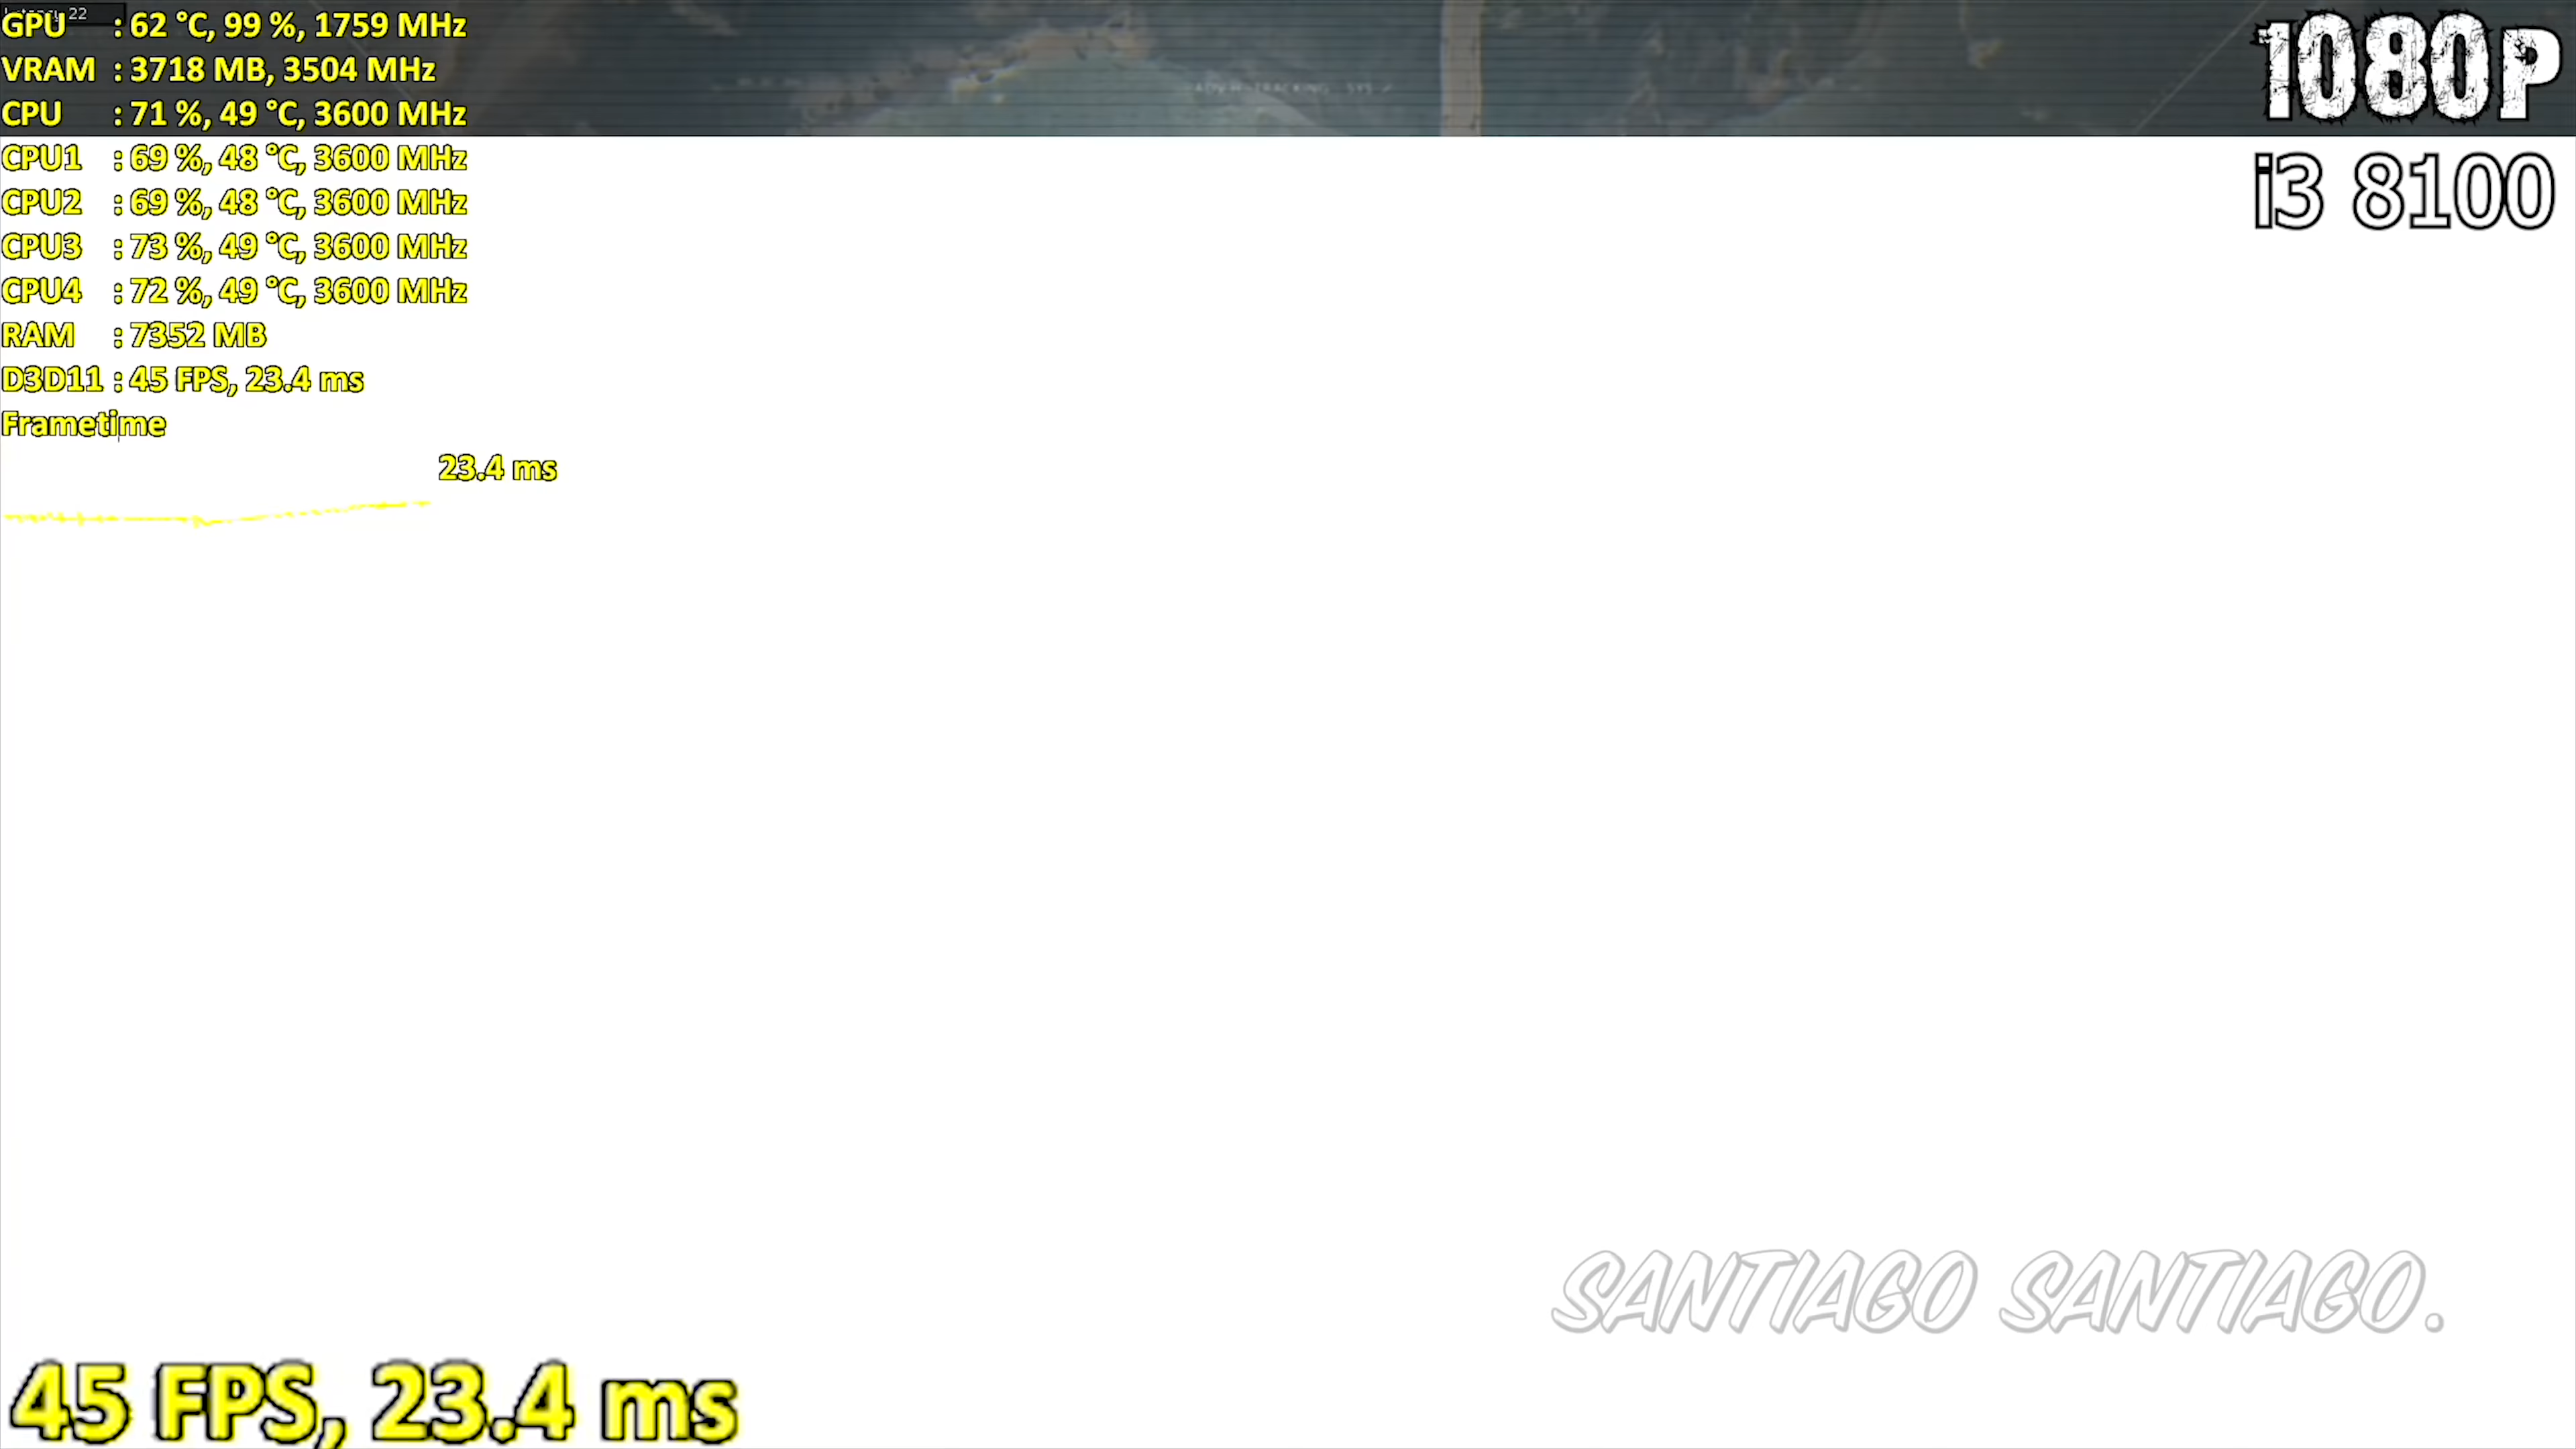 22
GPU : 62 °C, 99 %, 1759 MHz
VRAM : 3718 MB, 3504 MHz
CPU : 71 %, 49 °C, 3600 MHz
CPU1 : 69 %, 48 °C, 3600 MHz
CPU2 : 69 %, 48 °C, 3600 MHz
CPU3 : 73 %, 49 °C, 3600 MHz
CPU4 : 72 %, 49 °C, 3600 MHz
RAM : 7352 MB
D3D11 : 45 FPS, 23.4 ms
Frametime
23.4 ms
1080P
i3 8100
SANTIAGO SANTIAGO.
45 FPS, 23.4 ms